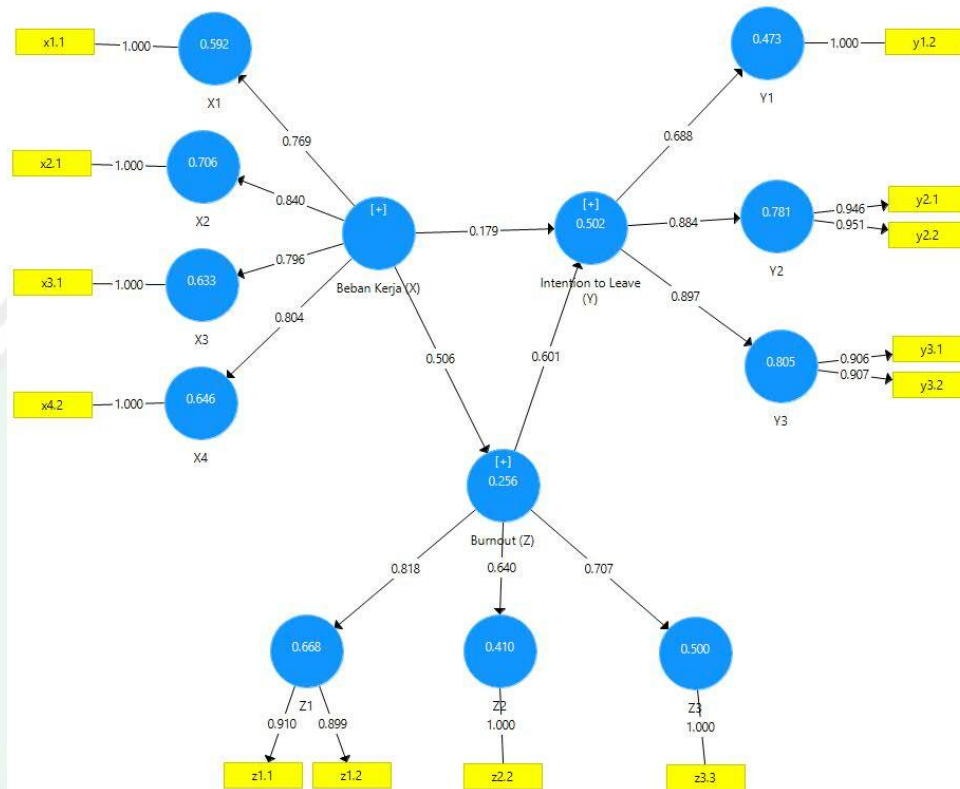 x1.1
1.000
0.592
X1
x2.1
1.000
0.706
X2
x3.1
1.000
0.633
X3
x4.2
1.000
0.646
X4
0.769
0.840
0.796
0.804
[+]
Beban Kerja (X)
0.179
0.506
[+]
0.502
Intention to Leave
(Y)
0.601
0.688
0.884
0.897
0.473
Y1
1.000
y1.2
0.781
Y2
0.946
0.951
y2.1
y2.2
0.805
Y3
0.906
0.907
y3.1
y3.2
[+]
0.256
Burnout (Z)
0.818
0.640
0.707
0.668
Z1
0.910
0.899
z1.1
z1.2
0.410
Z2
1.000
z2.2
0.500
Z3
1.000
z3.3